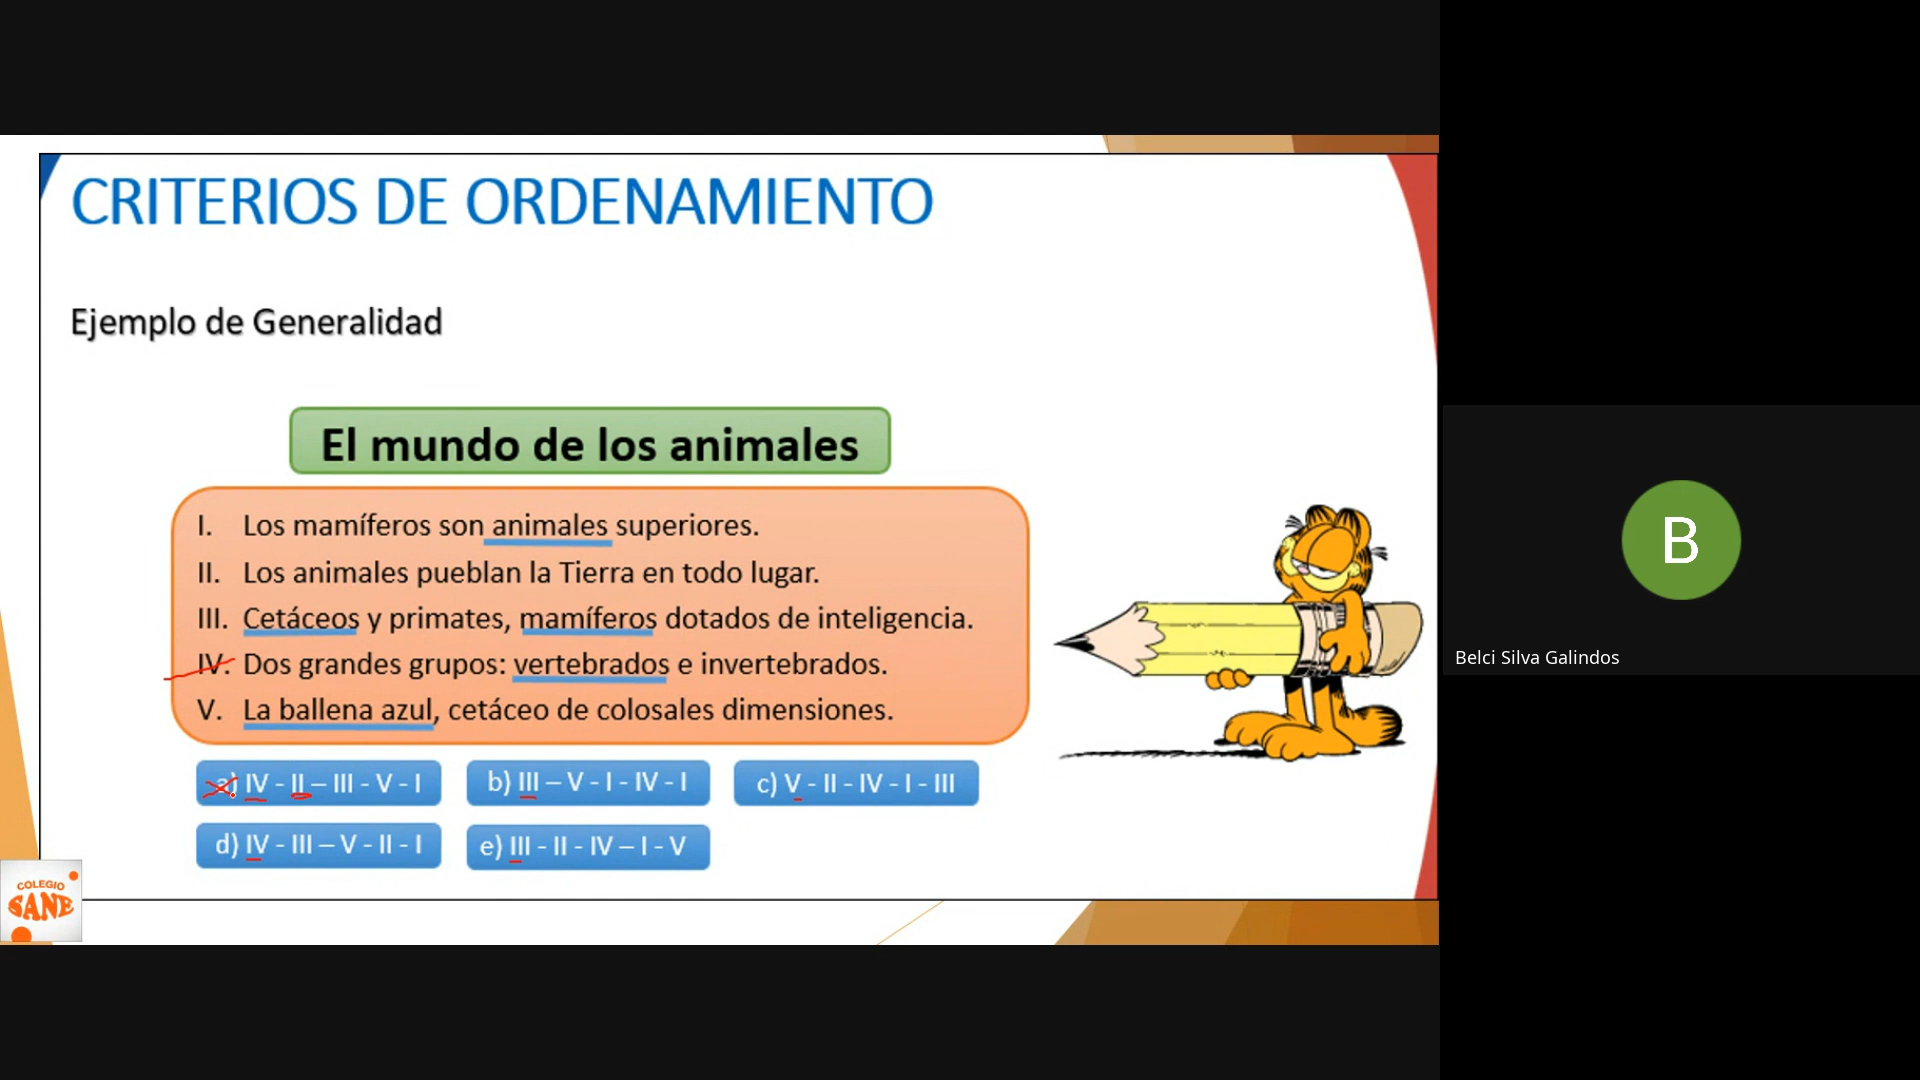 CRITERIOS DE ORDENAMIENTO
Ejemplo de Generalidad
El mundo de los animales
I. Los mamíferos son animales superiores.
II. Los animales pueblan la Tierra en todo lugar.
III. Cetáceos y primates, mamíferos dotados de inteligencia.
IV. Dos grandes grupos: vertebrados e invertebrados.
V. La ballena azul, cetáceo de colosales dimensiones.
a) IV - II – III - V - I
b) III – V - I - IV - I
c) V - II - IV - I - III
d) IV - III – V - II - I
e) III - II - IV – I - V
COLEGIO
SANE
B
Belci Silva Galindos